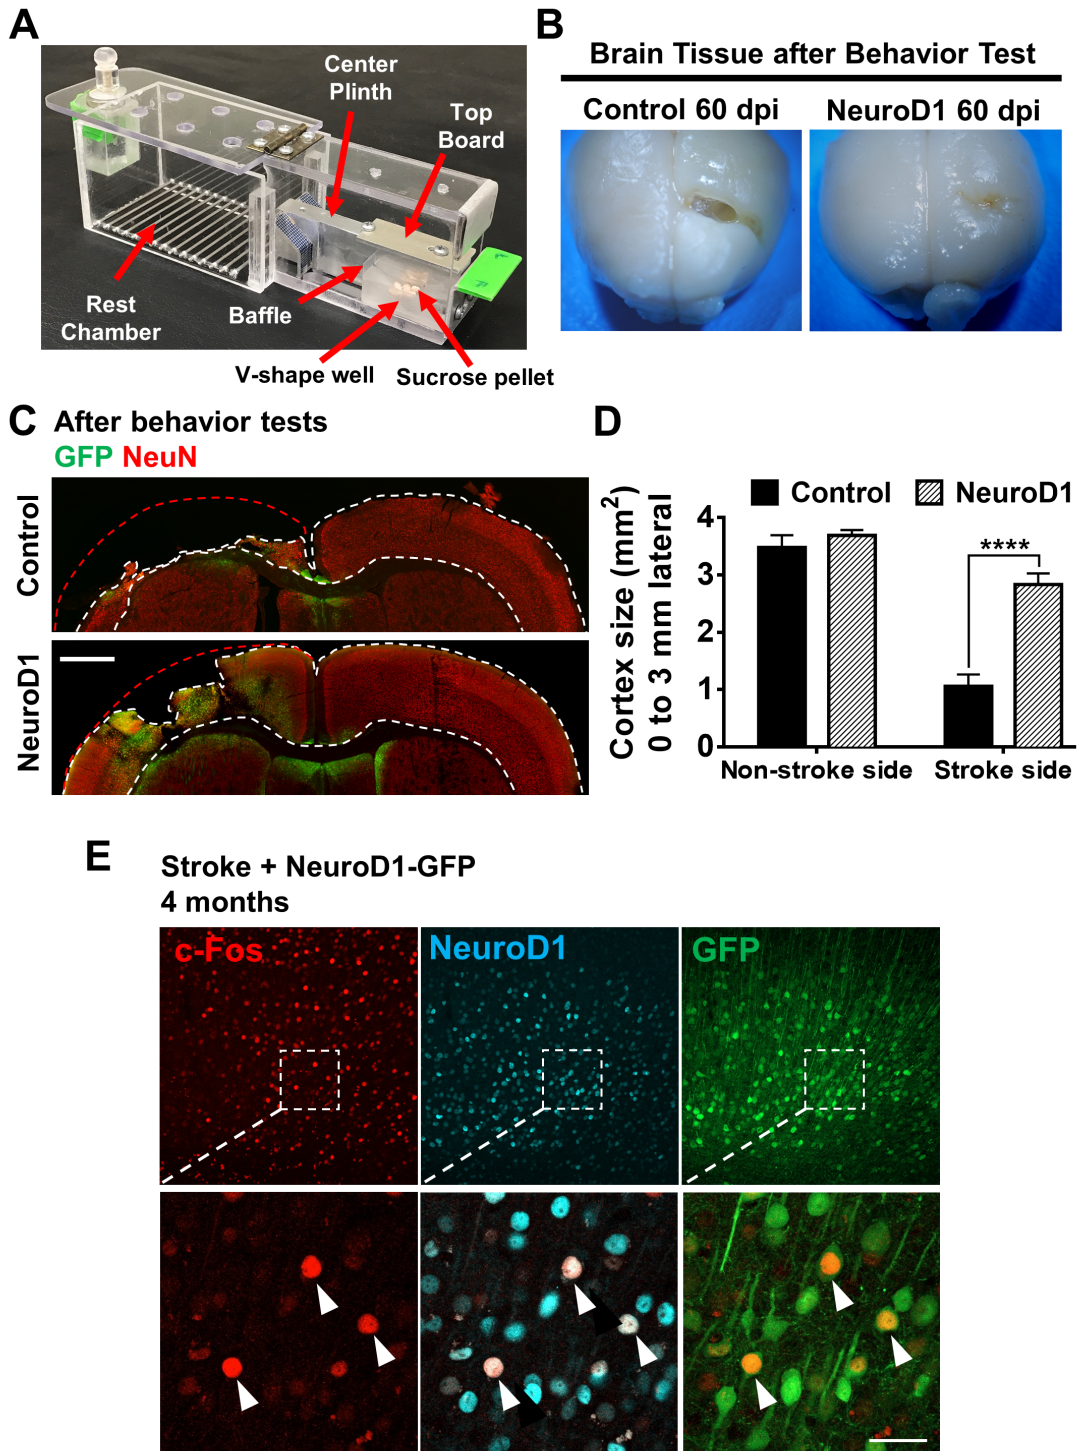 A
Center
Plinth
Top
Board
Rest
Chamber
Baffle
V-shape well
Sucrose pellet
B
Brain Tissue after Behavior Test
Control 60 dpi
NeuroD1 60 dpi
C After behavior tests
GFP NeuN
Control
NeuroD1
D
Control
NeuroD1
Cortex size (mm²)
0 to 3 mm lateral
4
3
2
1
0
****
Non-stroke side
Stroke side
E
Stroke + NeuroD1-GFP
4 months
c-Fos
NeuroD1
GFP